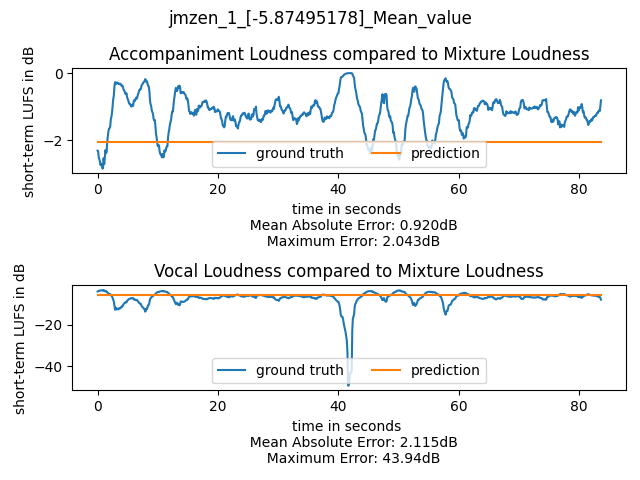 jmzen_1_[-5.87495178]_Mean_value
Accompaniment Loudness compared to Mixture Loudness
short-term LUFS in dB
0
−2
ground truth
prediction
0
20
40
60
80
time in seconds
Mean Absolute Error: 0.920dB
Maximum Error: 2.043dB
Vocal Loudness compared to Mixture Loudness
short-term LUFS in dB
−20
−40
ground truth
prediction
0
20
40
60
80
time in seconds
Mean Absolute Error: 2.115dB
Maximum Error: 43.94dB